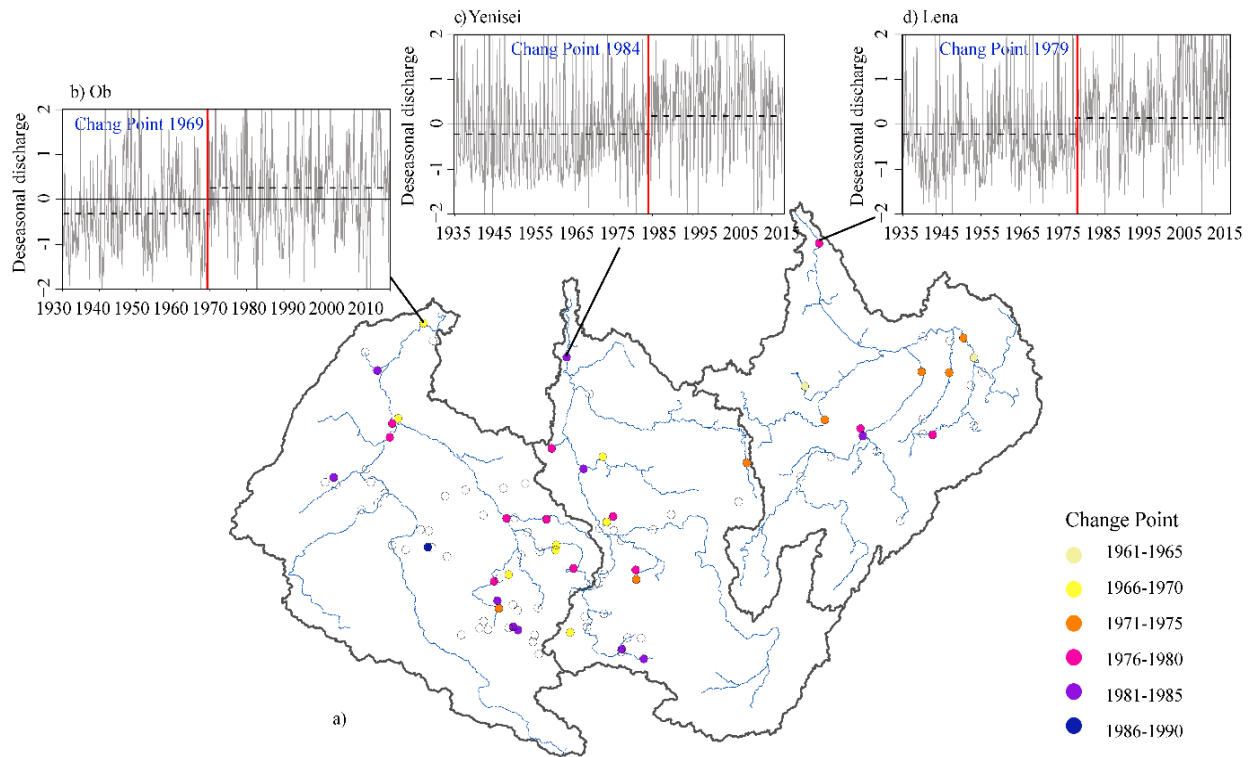 c) Yenisei
d) Lena
b) Ob
Deseasonal discharge
2
1
0
−1
−2
Chang Point 1969
1930 1940 1950 1960 1970 1980 1990 2000 2010
Deseasonal discharge
2
1
0
-1
-2
Chang Point 1984
1935 1945 1955 1965 1975 1985 1995 2005 2015
Deseasonal discharge
2
1
0
-1
-2
Chang Point 1979
1935 1945 1955 1965 1975 1985 1995 2005 2015
a)
Change Point
1961-1965
1966-1970
1971-1975
1976-1980
1981-1985
1986-1990